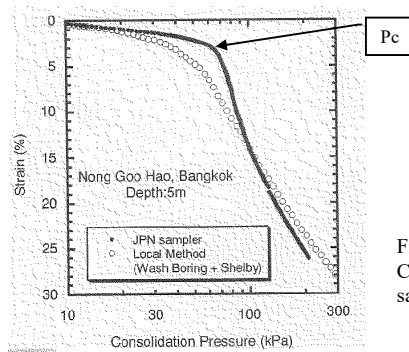 0
5
10
15
20
25
30
Strain (%)
Pc
Nong Goo Hao, Bangkok
Depth:5m
JPN sampler
Local Method
(Wash Boring + Shelby)
10
30
100
300
Consolidation Pressure (kPa)
F
C
sa